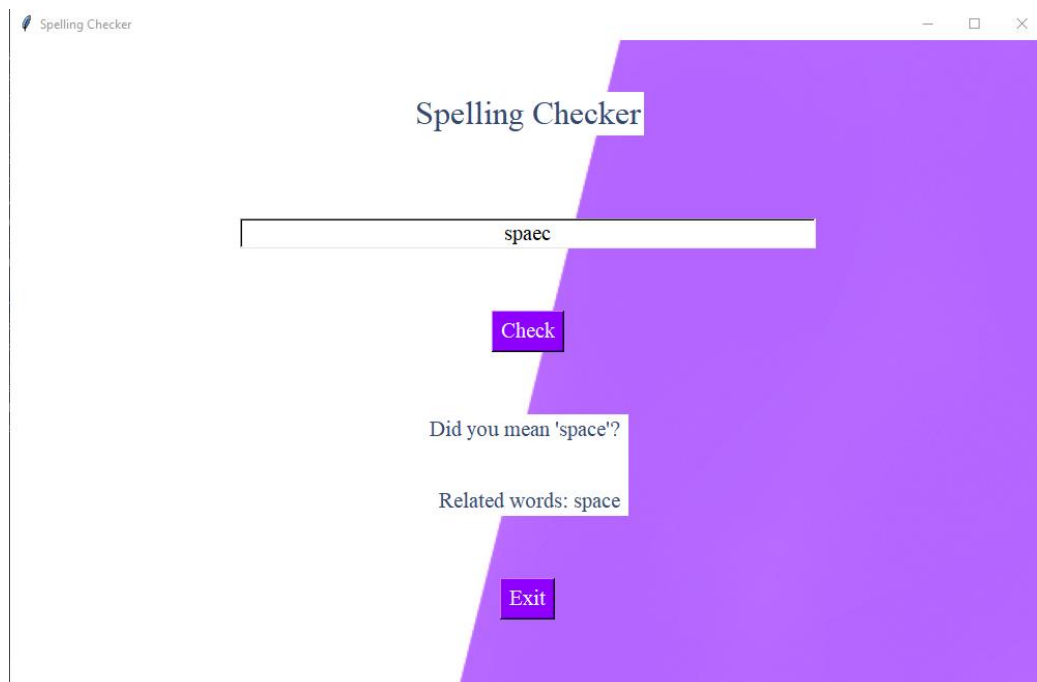 Spelling Checker
Spelling Checker
spaec
Check
Did you mean 'space'?
Related words: space
Exit